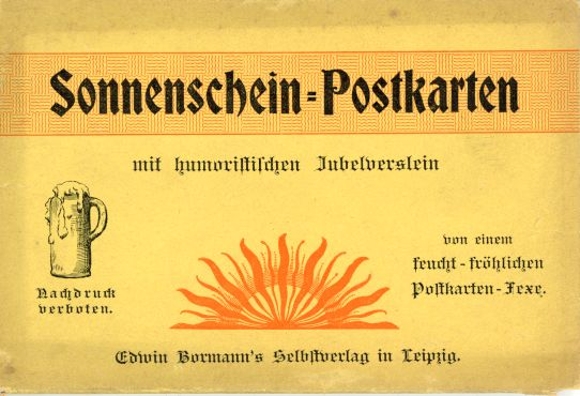 Sonnenschein-Postkarten
mit humoristischen Jubelverslein
von einem
feucht-fröhlichen
Postkarten-Fexe.
Nachdruck
verboten.
Edwin Bormann's Selbstverlag in Leipzig.